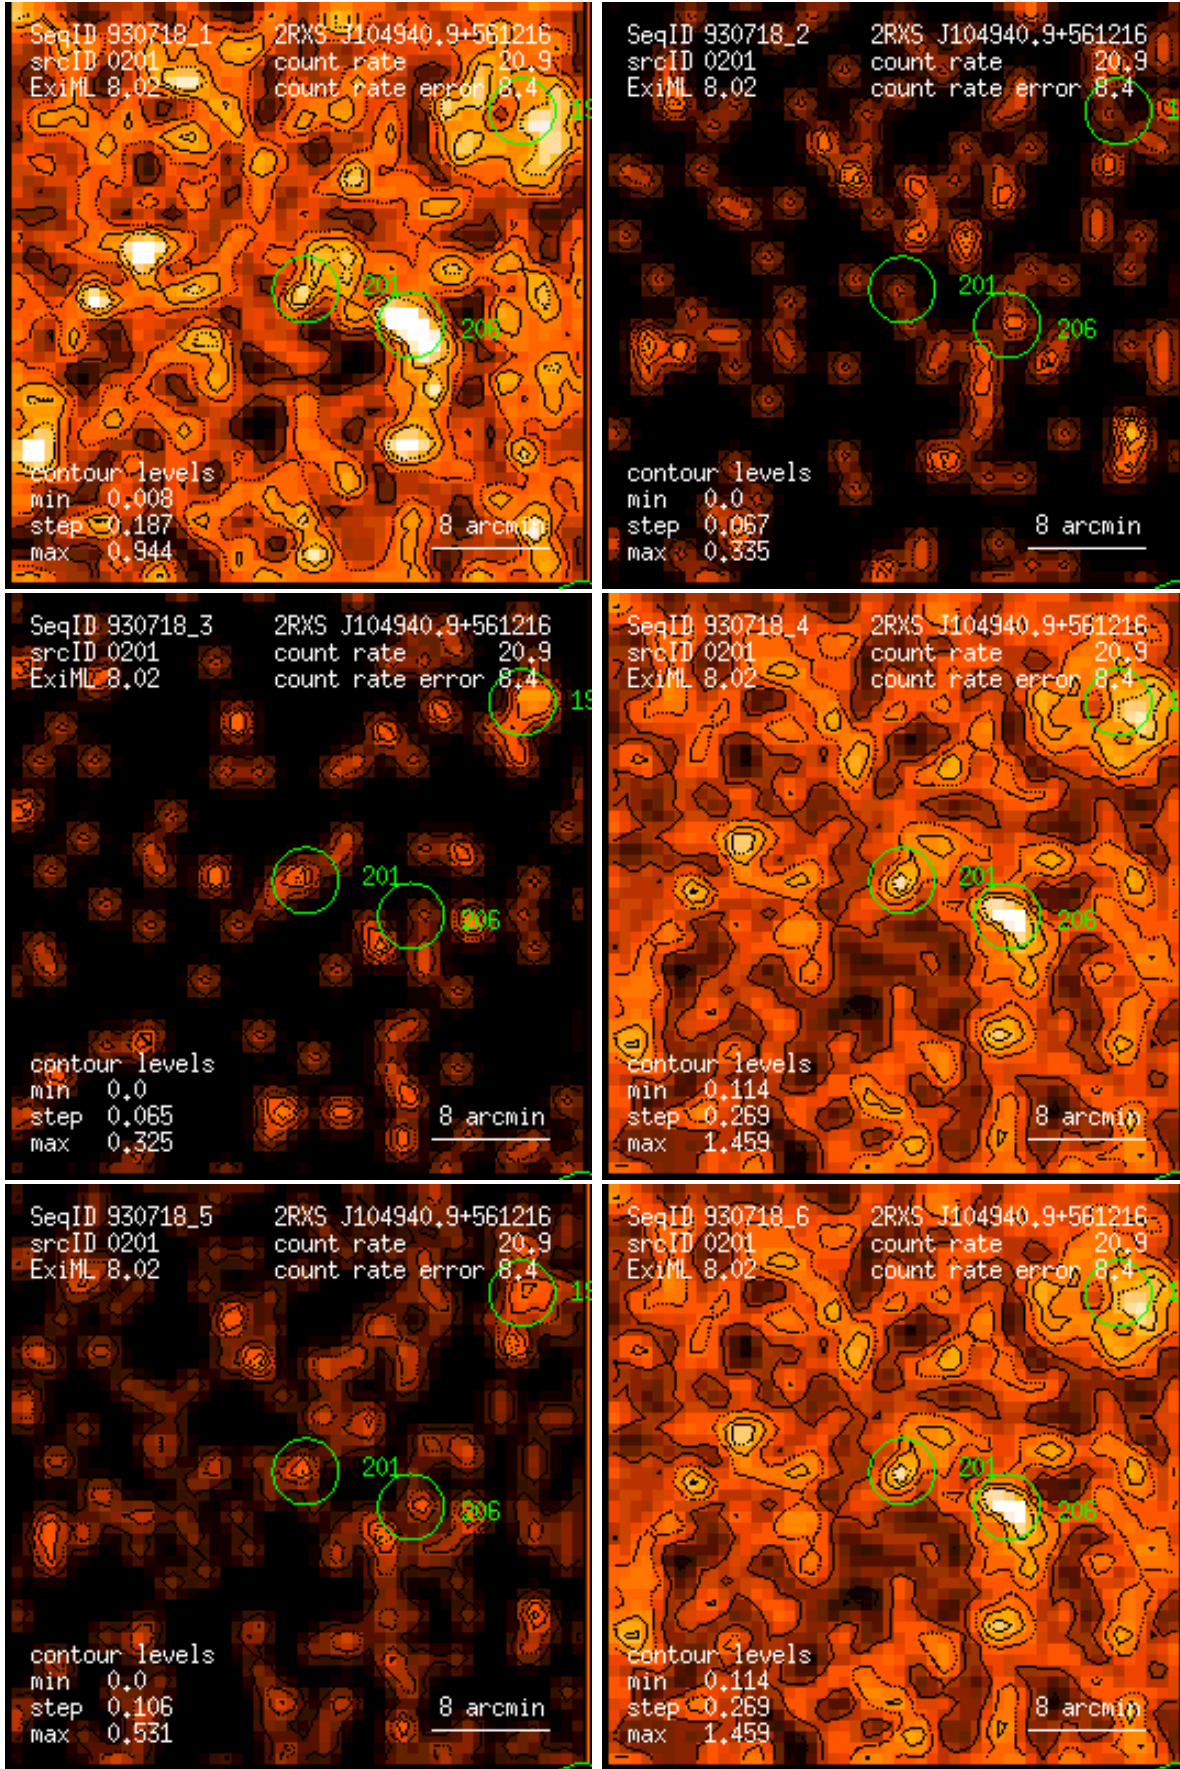 SeqID 930718_1 2RXS J104940.9+561216
srcID 0201 count rate 20.9
ExiML 8.02 count rate error 8.4
19
201
206
contour levels
min 0.008
step 0.187
max 0.944
8 arcmin
SeqID 930718_2 2RXS J104940.9+561216
srcID 0201 count rate 20.9
ExiML 8.02 count rate error 8.4
1
201
206
contour levels
min 0.0
step 0.067
max 0.335
8 arcmin
SeqID 930718_3 2RXS J104940.9+561216
srcID 0201 count rate 20.9
ExiML 8.02 count rate error 8.4
19
201
206
contour levels
min 0.0
step 0.065
max 0.325
8 arcmin
SeqID 930718_4 2RXS J104940.9+561216
srcID 0201 count rate 20.9
ExiML 8.02 count rate error 8.4
1
201
206
contour levels
min 0.114
step 0.269
max 1.459
8 arcmin
SeqID 930718_5 2RXS J104940.9+561216
srcID 0201 count rate 20.9
ExiML 8.02 count rate error 8.4
19
201
206
contour levels
min 0.0
step 0.106
max 0.531
8 arcmin
SeqID 930718_6 2RXS J104940.9+561216
srcID 0201 count rate 20.9
ExiML 8.02 count rate error 8.4
1
201
206
contour levels
min 0.114
step 0.269
max 1.459
8 arcmin